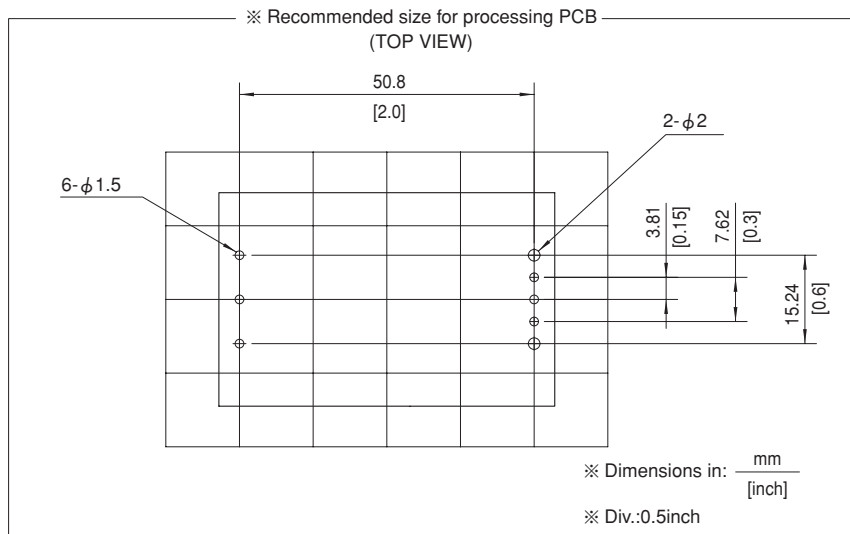 ※ Recommended size for processing PCB
(TOP VIEW)
50.8
[2.0]
2-ϕ2
6-ϕ1.5
3.81
[0.15]
7.62
[0.3]
15.24
[0.6]
※ Dimensions in: mm
[inch]
※ Div.:0.5inch